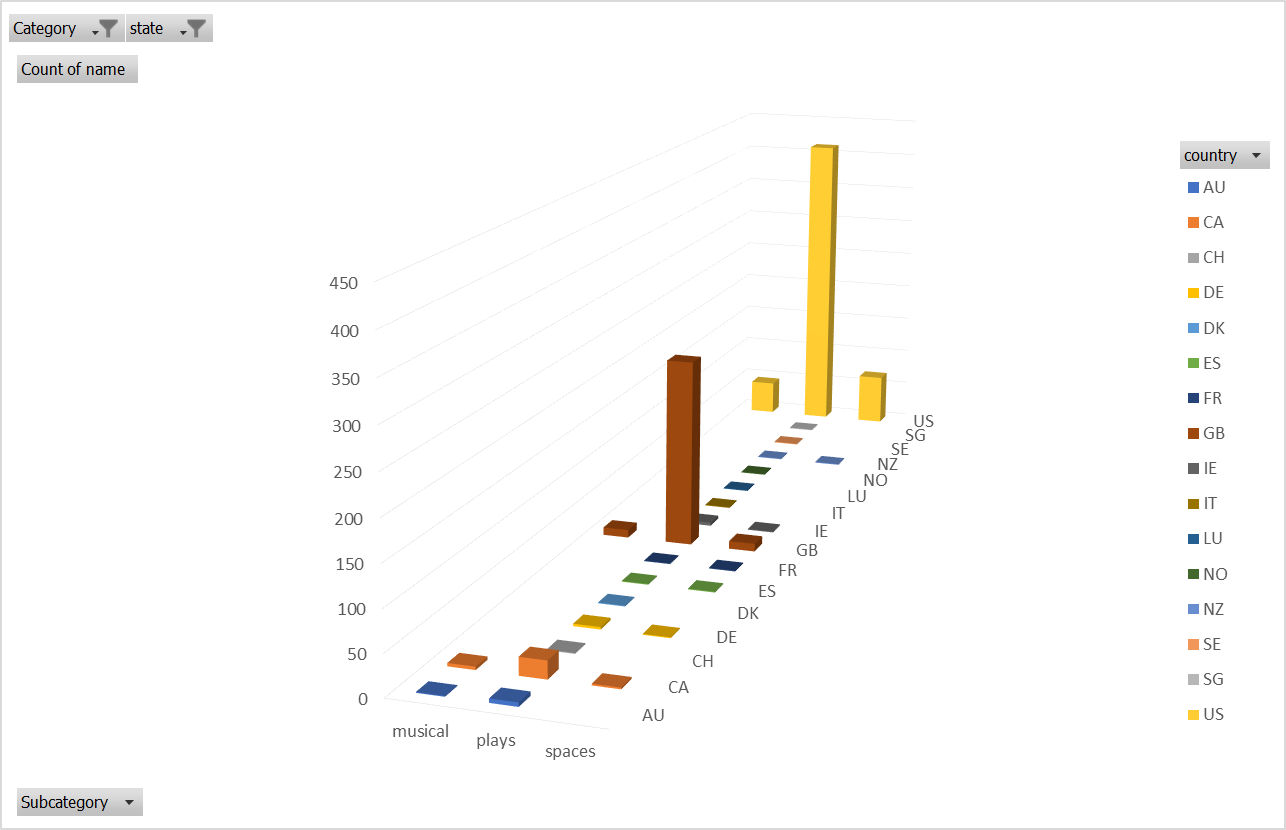 Category state
Count of name
country
AU
CA
CH
DE
DK
ES
FR
GB
IE
IT
LU
NO
NZ
SE
SG
US
450
400
350
300
250
200
150
100
50
0
US
SG
SE
NZ
NO
LU
IT
IE
GB
FR
ES
DK
DE
CH
CA
AU
musical
plays
spaces
Subcategory